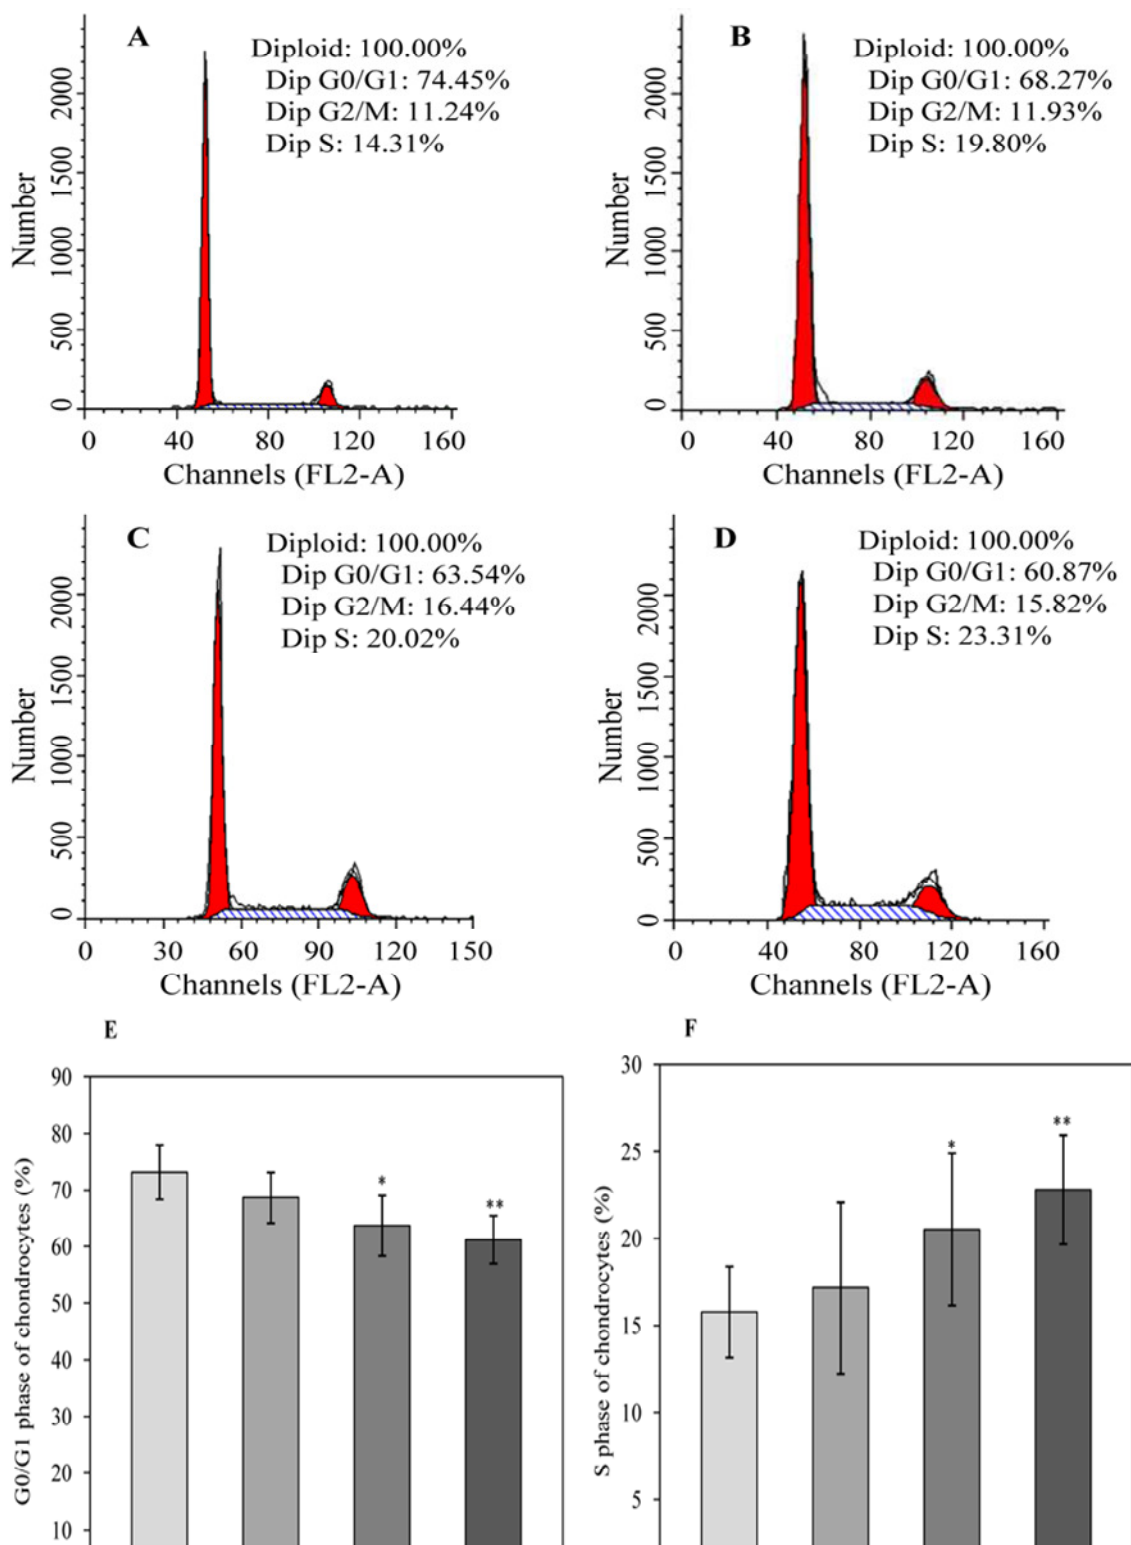 A
Diploid: 100.00%
Dip G0/G1: 74.45%
Dip G2/M: 11.24%
Dip S: 14.31%
Number
2000
1500
1000
500
0
0 40 80 120 160
Channels (FL2-A)
B
Diploid: 100.00%
Dip G0/G1: 68.27%
Dip G2/M: 11.93%
Dip S: 19.80%
Number
2000
1500
1000
500
0
0 40 80 120 160
Channels (FL2-A)
C
Diploid: 100.00%
Dip G0/G1: 63.54%
Dip G2/M: 16.44%
Dip S: 20.02%
Number
2000
1500
1000
500
0
0 30 60 90 120 150
Channels (FL2-A)
D
Diploid: 100.00%
Dip G0/G1: 60.87%
Dip G2/M: 15.82%
Dip S: 23.31%
Number
2000
1500
1000
500
0
0 40 80 120 160
Channels (FL2-A)
E
G0/G1 phase of chondrocytes (%)
90
80
70
60
50
40
30
20
10
*
**
F
S phase of chondrocytes (%)
30
25
20
15
10
5
*
**